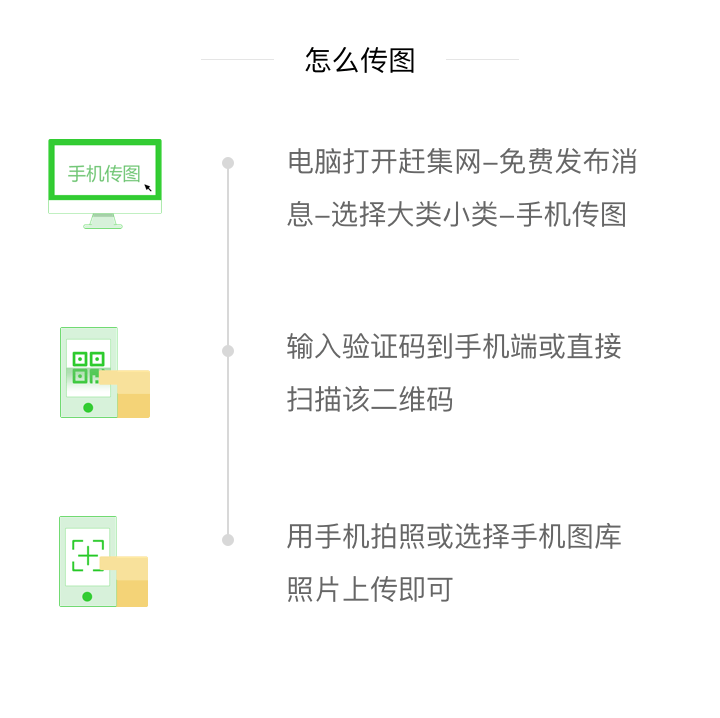 怎么传图
手机传图
电脑打开赶集网–免费发布消
息–选择大类小类–手机传图
输入验证码到手机端或直接
扫描该二维码
用手机拍照或选择手机图库
照片上传即可